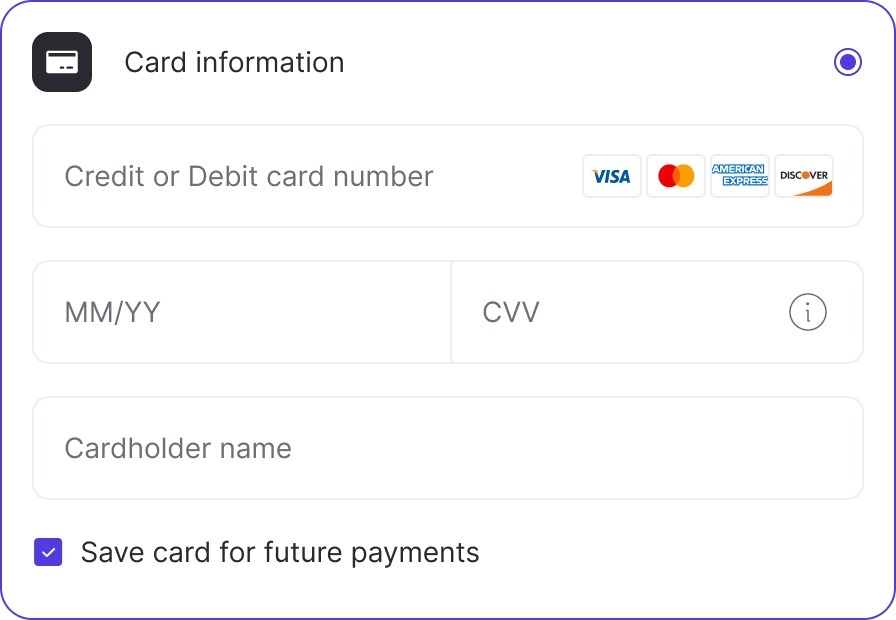 Card information
Credit or Debit card number VISA AMERICAN EXPRESS DISCOVER
MM/YY CVV i
Cardholder name
Save card for future payments